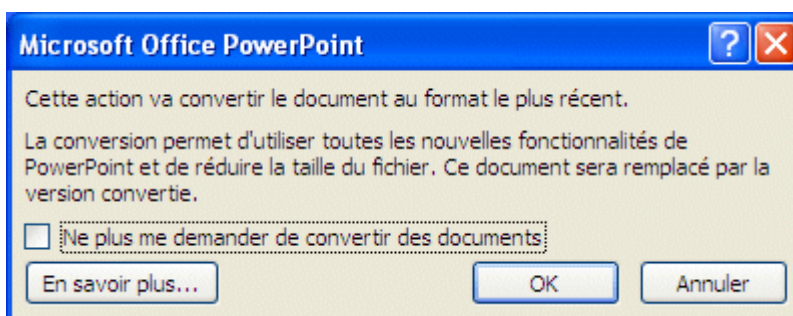 Microsoft Office PowerPoint
Cette action va convertir le document au format le plus récent.
La conversion permet d'utiliser toutes les nouvelles fonctionnalités de
PowerPoint et de réduire la taille du fichier. Ce document sera remplacé par la
version convertie.
Ne plus me demander de convertir des documents
En savoir plus... OK Annuler